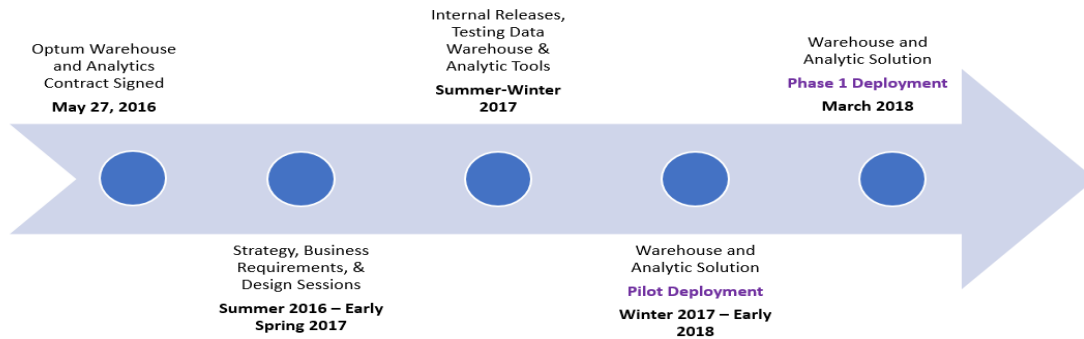 Optum Warehouse
and Analytics
Contract Signed
May 27, 2016
Strategy, Business
Requirements, &
Design Sessions
Summer 2016 – Early
Spring 2017
Internal Releases,
Testing Data
Warehouse &
Analytic Tools
Summer-Winter
2017
Warehouse and
Analytic Solution
Pilot Deployment
Winter 2017 – Early
2018
Warehouse and
Analytic Solution
Phase 1 Deployment
March 2018